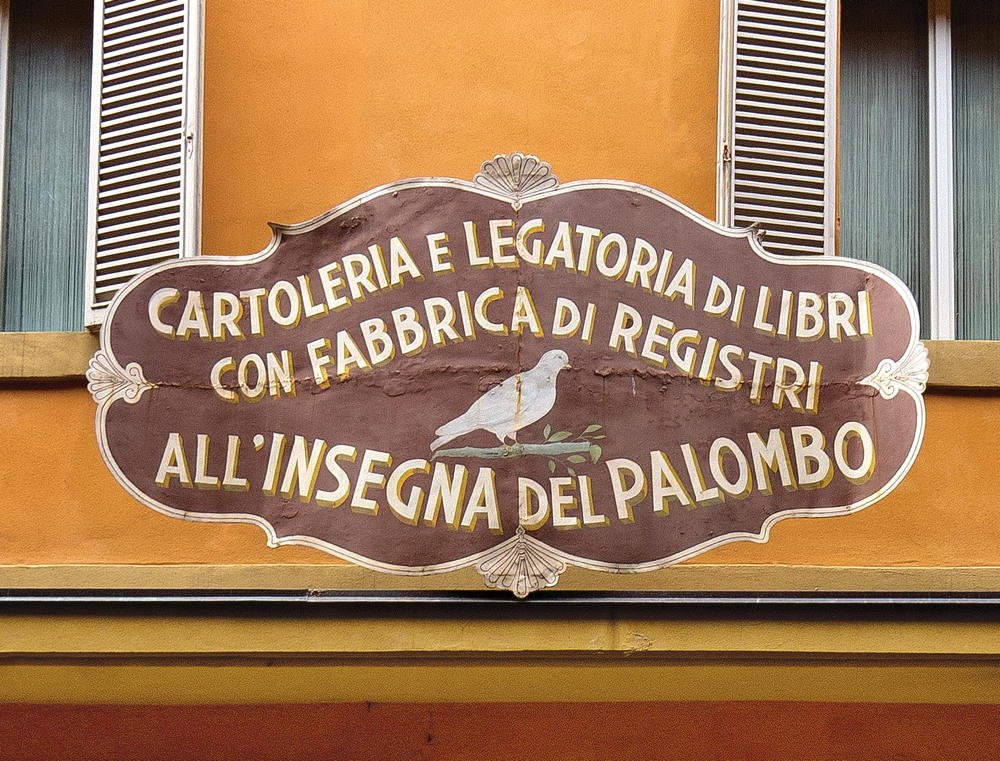 CARTOLERIA E LEGATORIA DI LIBRI
CON FABBRICA DI REGISTRI
ALL'INSEGNA DEL PALOMBO